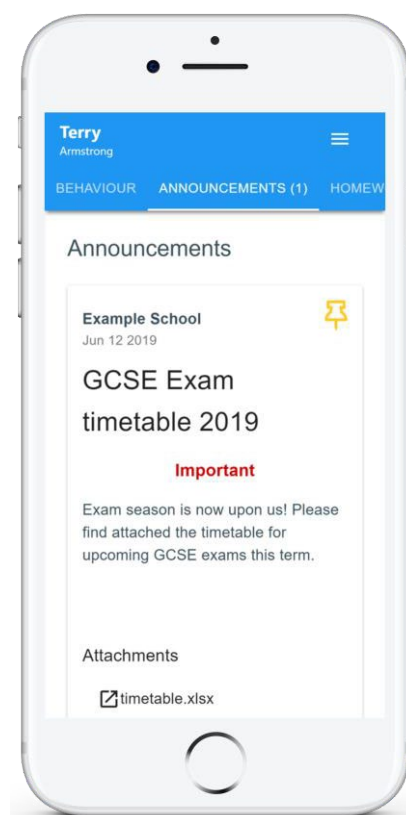 Terry
Armstrong
BEHAVIOUR ANNOUNCEMENTS (1) HOMEW
Announcements
Example School
Jun 12 2019
GCSE Exam
timetable 2019
Important
Exam season is now upon us! Please
find attached the timetable for
upcoming GCSE exams this term.
Attachments
timetable.xlsx